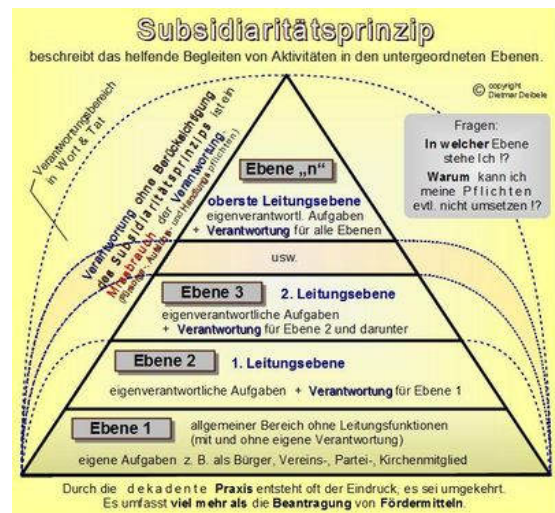 Subsidiaritätsprinzip
beschreibt das helfende Begleiten von Aktivitäten in den untergeordneten Ebenen.
© copyright
Dietmar Deibele
Verantwortungsbereich
in Wort & Tat
Verantwortung ohne Berücksichtigung
des Subsidiaritätsprinzips ist ein
Missbrauch der Verantwortung.
(Fürsorge-, Auskunfts- und Handlungspflichten)
Fragen:
In welcher Ebene
stehe Ich !?
Warum kann ich
meine Pflichten
evtl. nicht umsetzen !?
Ebene „n"
oberste Leitungsebene
eigenverantwortl. Aufgaben
+ Verantwortung für alle Ebenen
usw.
Ebene 3 2. Leitungsebene
eigenverantwortliche Aufgaben
+ Verantwortung für Ebene 2 und darunter
Ebene 2 1. Leitungsebene
eigenverantwortliche Aufgaben + Verantwortung für Ebene 1
Ebene 1 allgemeiner Bereich ohne Leitungsfunktionen
(mit und ohne eigene Verantwortung)
eigene Aufgaben z. B. als Bürger, Vereins-, Partei-, Kirchenmitglied
Durch die dekadente Praxis entsteht oft der Eindruck, es sei umgekehrt.
Es umfasst viel mehr als die Beantragung von Fördermitteln.